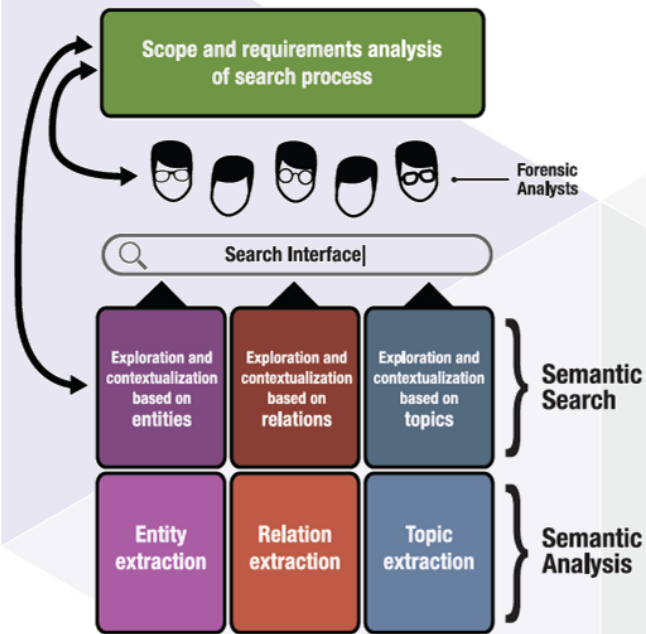 Scope and requirements analysis
of search process
Forensic
Analysts
Search Interface|
Exploration and
contextualization
based on
entities
Exploration and
contextualization
based on
relations
Exploration and
contextualization
based on
topics
Semantic
Search
Entity
extraction
Relation
extraction
Topic
extraction
Semantic
Analysis